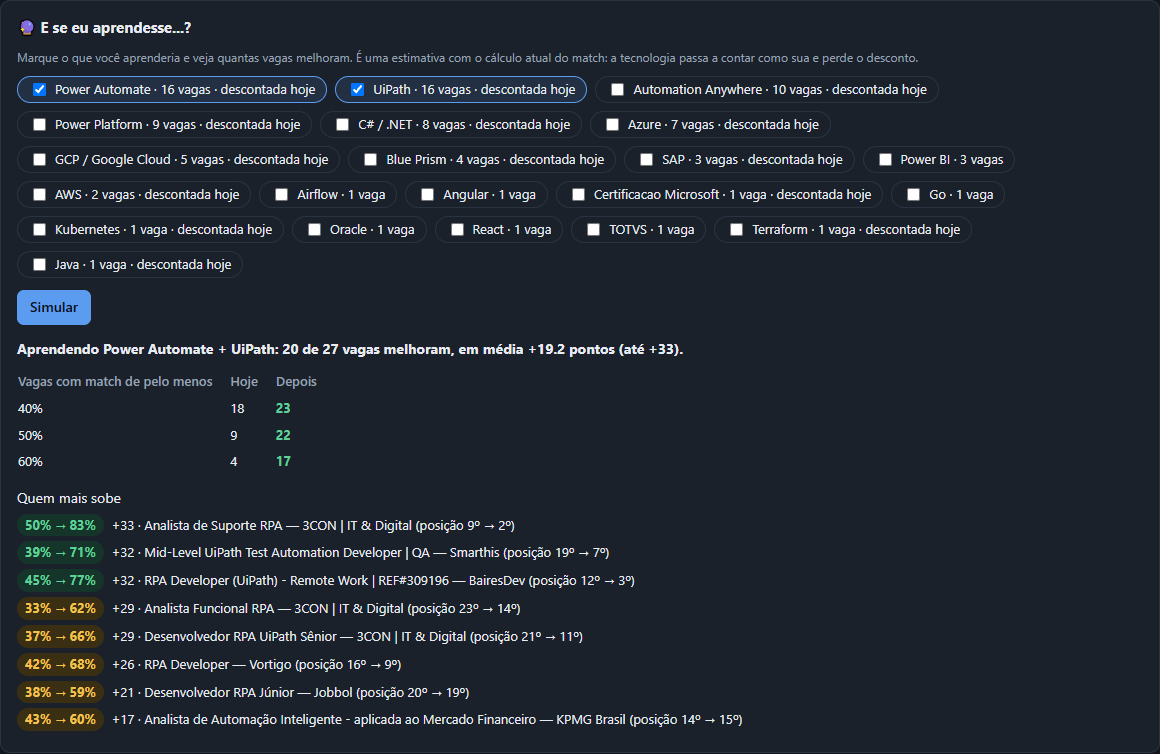 🔮 E se eu aprendesse...?
Marque o que você aprenderia e veja quantas vagas melhoram. É uma estimativa com o cálculo atual do match: a tecnologia passa a contar como sua e perde o desconto.
Power Automate · 16 vagas · descontada hoje UiPath · 16 vagas · descontada hoje Automation Anywhere · 10 vagas · descontada hoje
Power Platform · 9 vagas · descontada hoje C# / .NET · 8 vagas · descontada hoje Azure · 7 vagas · descontada hoje
GCP / Google Cloud · 5 vagas · descontada hoje Blue Prism · 4 vagas · descontada hoje SAP · 3 vagas · descontada hoje Power BI · 3 vagas
AWS · 2 vagas · descontada hoje Airflow · 1 vaga Angular · 1 vaga Certificacao Microsoft · 1 vaga · descontada hoje Go · 1 vaga
Kubernetes · 1 vaga · descontada hoje Oracle · 1 vaga React · 1 vaga TOTVS · 1 vaga Terraform · 1 vaga · descontada hoje
Java · 1 vaga · descontada hoje
Simular
Aprendendo Power Automate + UiPath: 20 de 27 vagas melhoram, em média +19.2 pontos (até +33).
Vagas com match de pelo menos Hoje Depois
40% 18 23
50% 9 22
60% 4 17
Quem mais sobe
50% → 83% +33 · Analista de Suporte RPA — 3CON | IT & Digital (posição 9º → 2º)
39% → 71% +32 · Mid-Level UiPath Test Automation Developer | QA — Smarthis (posição 19º → 7º)
45% → 77% +32 · RPA Developer (UiPath) - Remote Work | REF#309196 — BairesDev (posição 12º → 3º)
33% → 62% +29 · Analista Funcional RPA — 3CON | IT & Digital (posição 23º → 14º)
37% → 66% +29 · Desenvolvedor RPA UiPath Sênior — 3CON | IT & Digital (posição 21º → 11º)
42% → 68% +26 · RPA Developer — Vortigo (posição 16º → 9º)
38% → 59% +21 · Desenvolvedor RPA Júnior — Jobbol (posição 20º → 19º)
43% → 60% +17 · Analista de Automação Inteligente - aplicada ao Mercado Financeiro — KPMG Brasil (posição 14º → 15º)